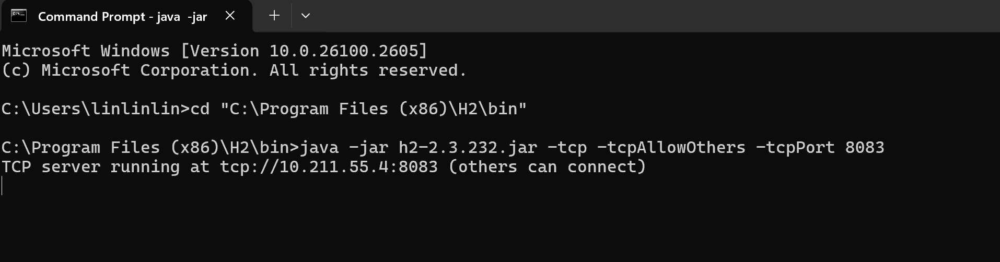 Command Prompt - java -jar
Microsoft Windows [Version 10.0.26100.2605]
(c) Microsoft Corporation. All rights reserved.
C:\Users\linlinlin>cd "C:\Program Files (x86)\H2\bin"
C:\Program Files (x86)\H2\bin>java -jar h2-2.3.232.jar -tcp -tcpAllowOthers -tcpPort 8083
TCP server running at tcp://10.211.55.4:8083 (others can connect)